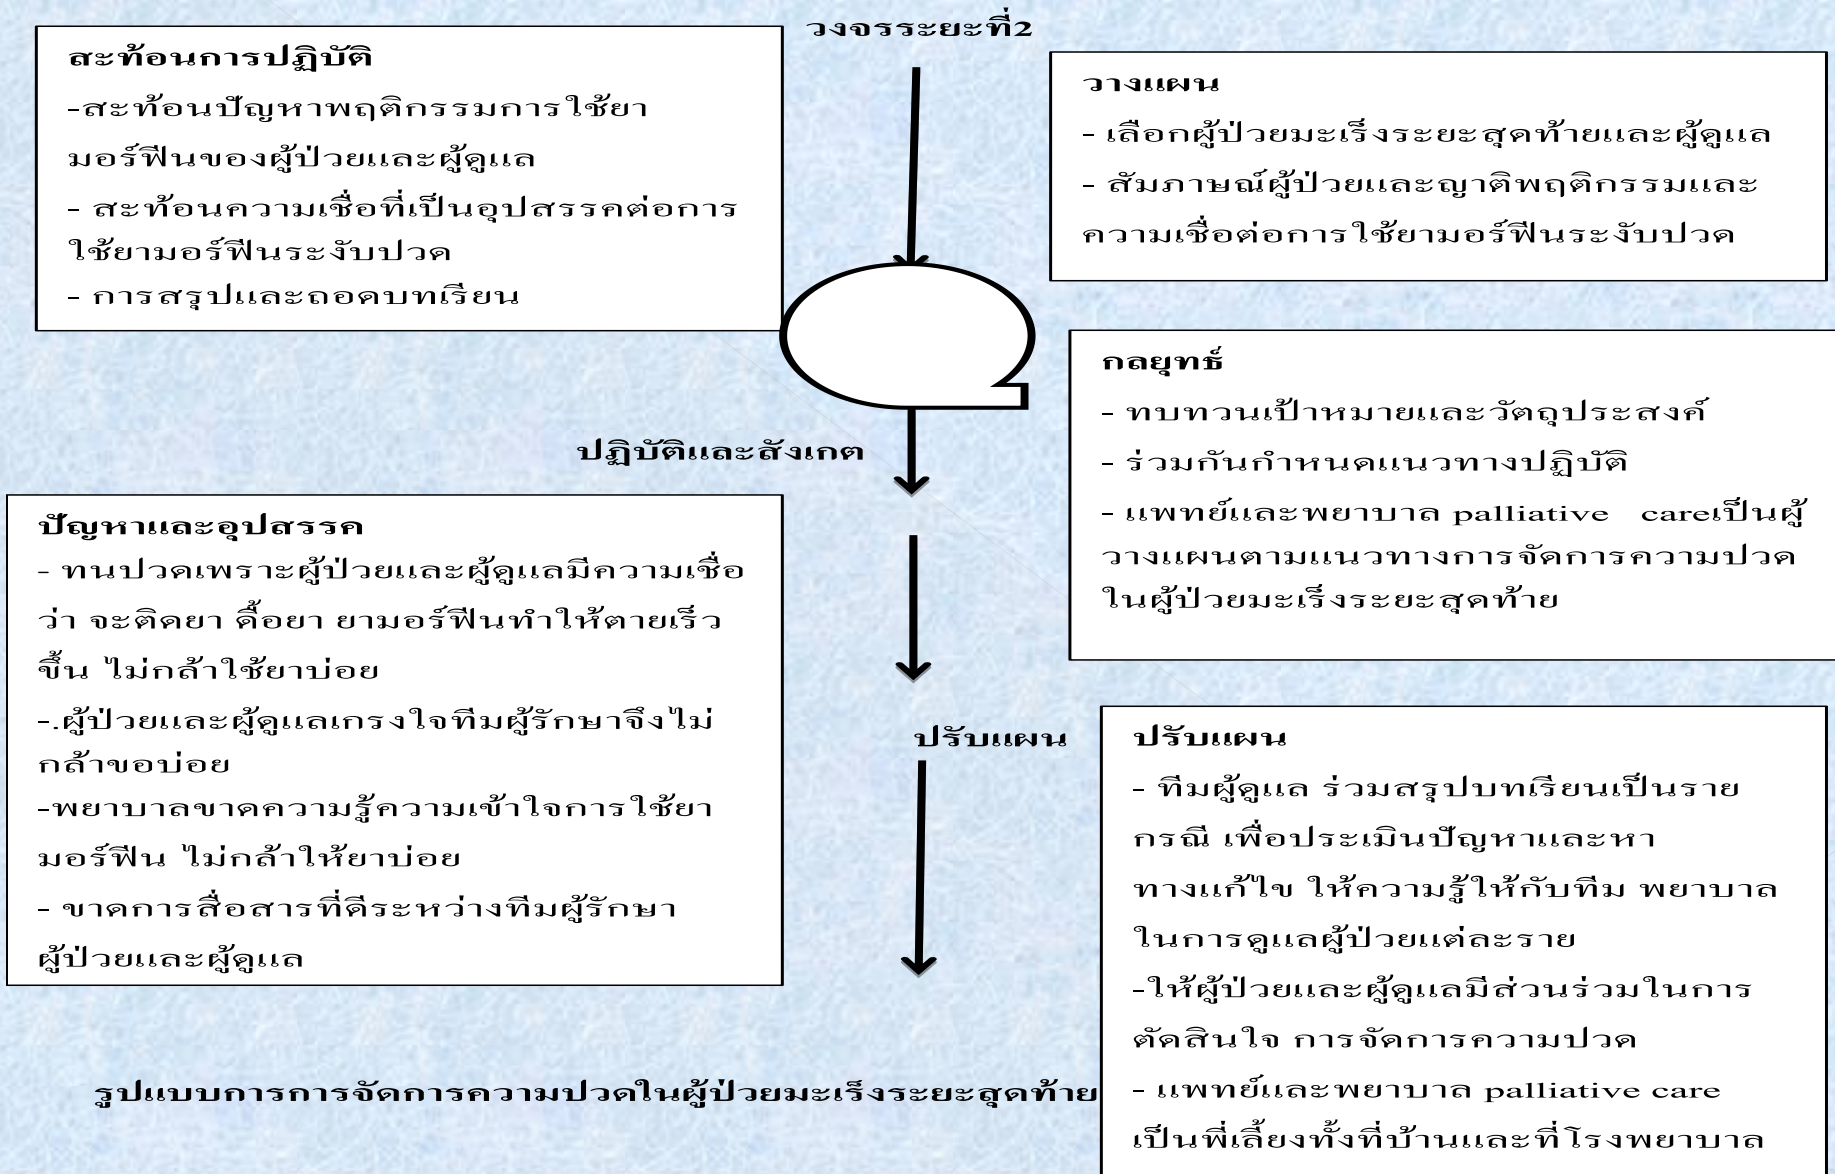 วงจรระยะที่2
สะท้อนการปฏิบัติ
-สะท้อนปัญหาพฤติกรรมการใช้ยา
มอร์ฟีนของผู้ป่วยและผู้ดูแล
- สะท้อนความเชื่อที่เป็นอุปสรรคต่อการ
ใช้ยามอร์ฟีนระงับปวด
- การสรุปและถอดบทเรียน
วางแผน
- เลือกผู้ป่วยมะเร็งระยะสุดท้ายและผู้ดูแล
- สัมภาษณ์ผู้ป่วยและญาติพฤติกรรมและ
ความเชื่อต่อการใช้ยามอร์ฟีนระงับปวด
กลยุทธ์
- ทบทวนเป้าหมายและวัตถุประสงค์
- ร่วมกันกำหนดแนวทางปฏิบัติ
- แพทย์และพยาบาล palliative care เป็นผู้
วางแผนตามแนวทางการจัดการความปวด
ในผู้ป่วยมะเร็งระยะสุดท้าย
ปฏิบัติและสังเกต
ปัญหาและอุปสรรค
- ทนปวดเพราะผู้ป่วยและผู้ดูแลมีความเชื่อ
ว่า จะติดยา ดื้อยา ยามอร์ฟีนทำให้ตายเร็ว
ขึ้น ไม่กล้าใช้ยาบ่อย
-.ผู้ป่วยและผู้ดูแลเกรงใจทีมผู้รักษาจึงไม่
กล้าขอบ่อย
-พยาบาลขาดความรู้ความเข้าใจการใช้ยา
มอร์ฟีน ไม่กล้าให้ยาบ่อย
- ขาดการสื่อสารที่ดีระหว่างทีมผู้รักษา
ผู้ป่วยและผู้ดูแล
ปรับแผน
ปรับแผน
- ทีมผู้ดูแล ร่วมสรุปบทเรียนเป็นราย
กรณี เพื่อประเมินปัญหาและหา
ทางแก้ไข ให้ความรู้ให้กับทีม พยาบาล
ในการดูแลผู้ป่วยแต่ละราย
-ให้ผู้ป่วยและผู้ดูแลมีส่วนร่วมในการ
ตัดสินใจ การจัดการความปวด
- แพทย์และพยาบาล palliative care
เป็นพี่เลี้ยงทั้งที่บ้านและที่โรงพยาบาล
รูปแบบการการจัดการความปวดในผู้ป่วยมะเร็งระยะสุดท้าย